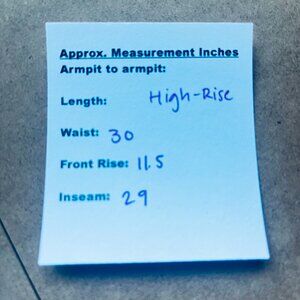 Approx. Measurement Inches
Armpit to armpit:
Length: High-Rise
Waist: 30
Front Rise: 11.5
Inseam: 29